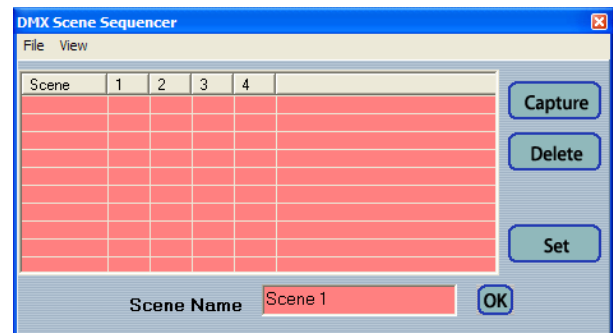 DMX Scene Sequencer
File View
Scene 1 2 3 4
Capture
Delete
Set
Scene Name Scene 1 OK